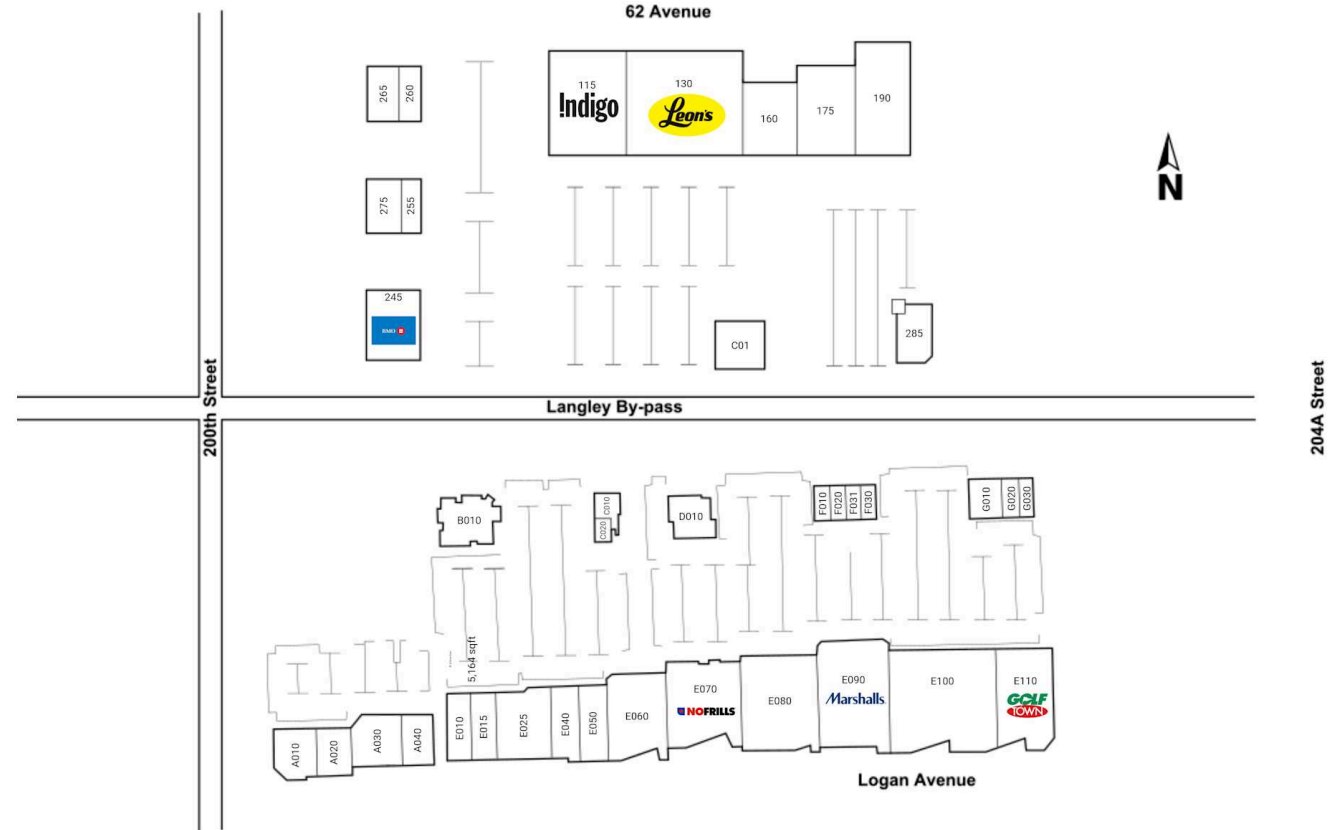 62 Avenue
265
260
115
!ndigo
130
Leon's
160
175
190
N
275
255
245
BMO
C01
285
200th Street
Langley By-pass
204A Street
B010
C010
C020
D010
F010
F020
F031
F030
G010
G020
G030
5,164 sqft
A010
A020
A030
A040
E010
E015
E025
E040
E050
E060
E070
NOFRILLS
E080
E090
Marshalls
E100
E110
GOLF
TOWN
Logan Avenue